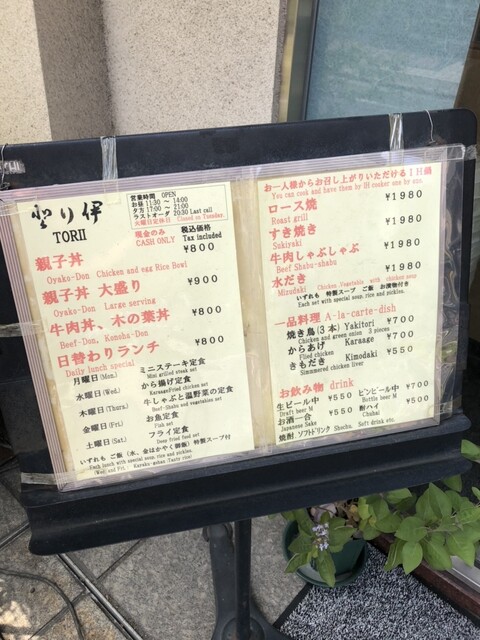 とり伊
TORII
営業時間 OPEN
お昼 11:30 ~ 14:00
夕方 17:00 ~ 21:00
ラストオーダ 20:30 Last call
火曜日定休日 Closed on Tuesday.
現金のみ
CASH ONLY
税込価格
Tax included
親子丼 ¥800
Oyako-Don Chicken and egg Rice Bowl
親子丼 大盛り ¥900
Oyako-Don Large serving
牛肉丼、木の葉丼 ¥800
Beef-Don, Konoha-Don
日替わりランチ ¥800
Daily lunch special
月曜日(Mon) ミニステーキ定食
Mini grilled steak set
水曜日(Wed) から揚げ定食
Karaage Fried chicken set
木曜日(Thurs) 牛しゃぶと温野菜の定食
Beef-Shabu and vegetables set
金曜日(Fri) お魚定食
Fish set
土曜日(Sat) フライ定食
Deep fried food set
いずれも ご飯(水、金はかやく御飯)特製スープ付
Each lunch with special soup, rice and pickles.
お一人様からお召し上がりいただける1日鍋
You can cook and have them by IH cooker one by one.
ロース焼 ¥1980
Roast grill
すき焼き ¥1980
Sukiyaki
牛肉しゃぶしゃぶ ¥1980
Beef Shabu-shabu
水だき ¥1980
Mizudaki Chicken, Vegetable with chicken soup
いずれも 特製スープ ご飯 お漬物付き
Each set with special soup, rice and pickles.
一品料理 A-la-carte-dish
焼き鳥(3本) Yakitori ¥700
Chicken and green onion 3 pieces
からあげ Karaage ¥700
Flied chicken
きもだき Kimodaki ¥550
Simmered chicken liver
お飲み物 drink
生ビール中 ¥550 ビンビール中 ¥700
Draft beer M Bottle beer M
お酒一合 ¥550 酎ハイ ¥500
Japanese Sake Chuhai
焼酎 ソフトドリンク Shochu. Soft drink etc.